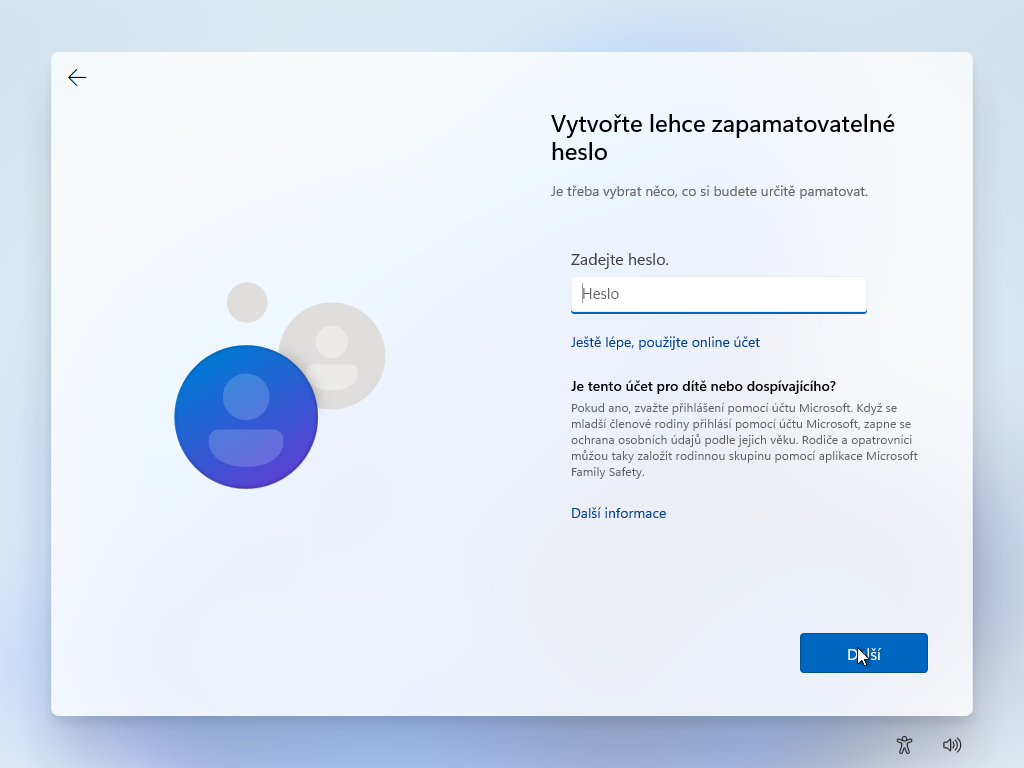 Vytvořte lehce zapamatovatelné
heslo
Je třeba vybrat něco, co si budete určitě pamatovat.
Zadejte heslo.
Heslo
Ještě lépe, použijte online účet
Je tento účet pro dítě nebo dospívajícího?
Pokud ano, zvažte přihlášení pomocí účtu Microsoft. Když se
mladší členové rodiny přihlásí pomocí účtu Microsoft, zapne se
ochrana osobních údajů podle jejich věku. Rodiče a opatrovníci
můžou taky založit rodinnou skupinu pomocí aplikace Microsoft
Family Safety.
Další informace
Další